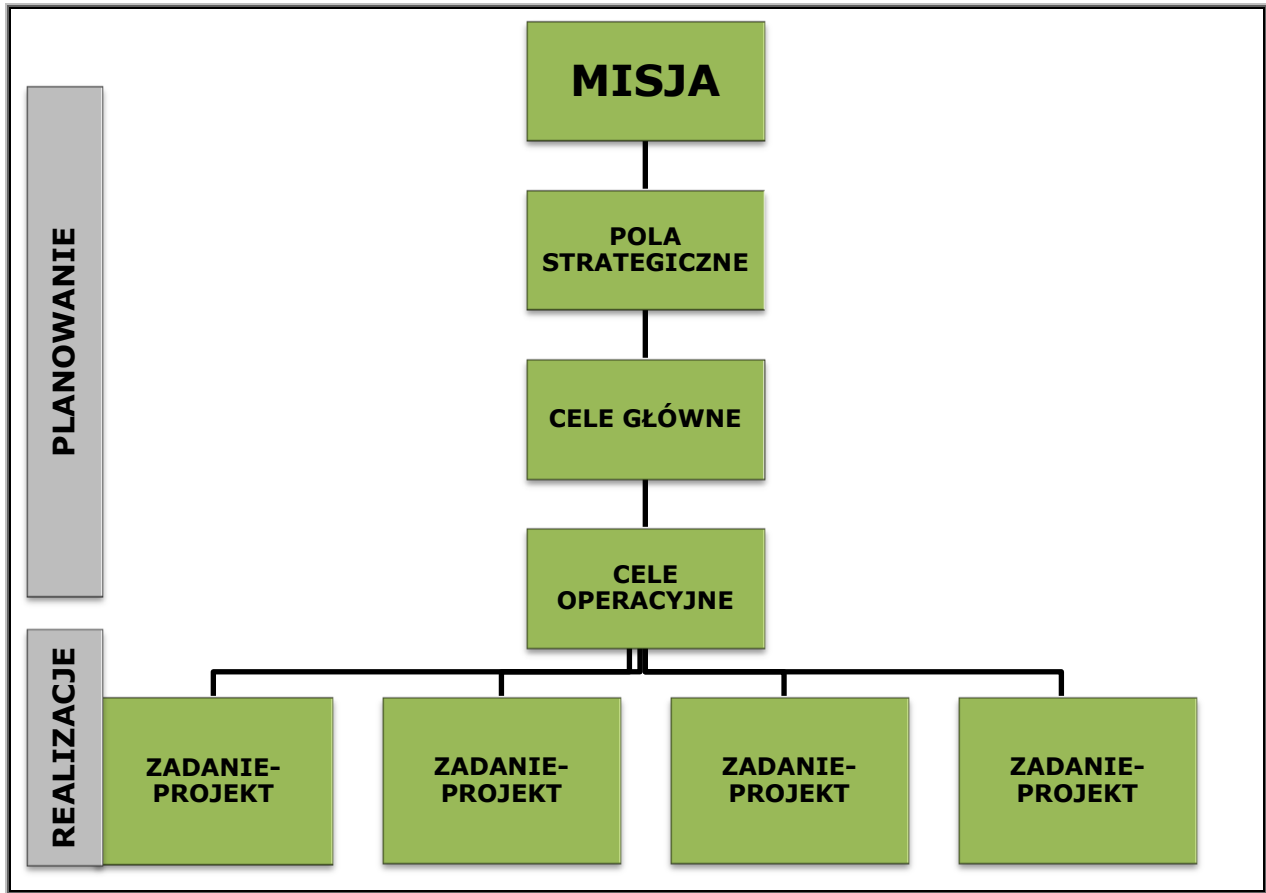 MISJA
PLANOWANIE
POLA
STRATEGICZNE
CELE GŁÓWNE
CELE
OPERACYJNE
REALIZACJE
ZADANIE-
PROJEKT
ZADANIE-
PROJEKT
ZADANIE-
PROJEKT
ZADANIE-
PROJEKT